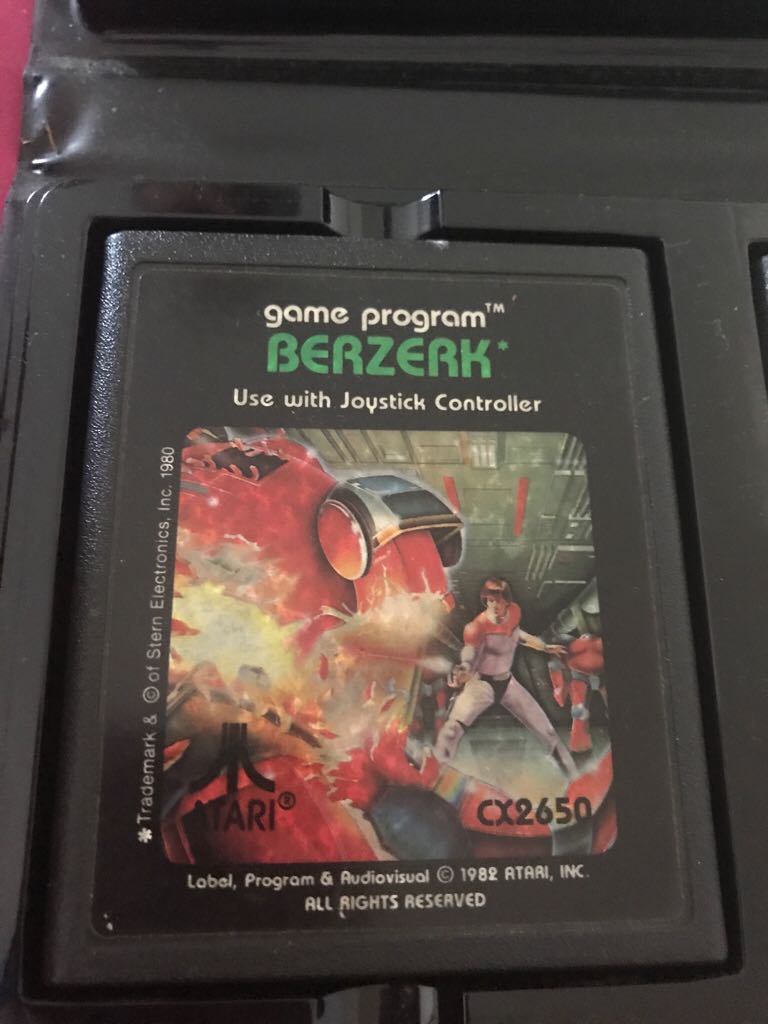 game program™
BERZERK*
Use with Joystick Controller
*Trademark & © of Stern Electronics, Inc. 1980
ATARI®
CX2650
Label, Program & Audiovisual © 1982 ATARI, INC.
ALL RIGHTS RESERVED